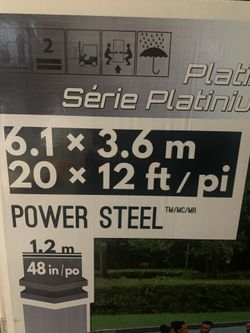 2
Plati
Série Platiniu
6.1 x 3.6 m
20 x 12 ft / pi
POWER STEEL TM/MC/MR
1.2 m
48 in/po